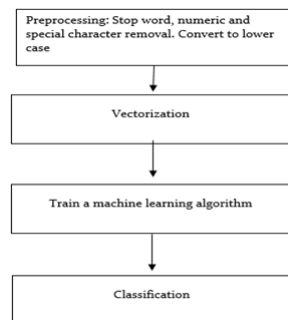 Preprocessing: Stop word, numeric and
special character removal. Convert to lower
case
Vectorization
Train a machine learning algorithm
Classification